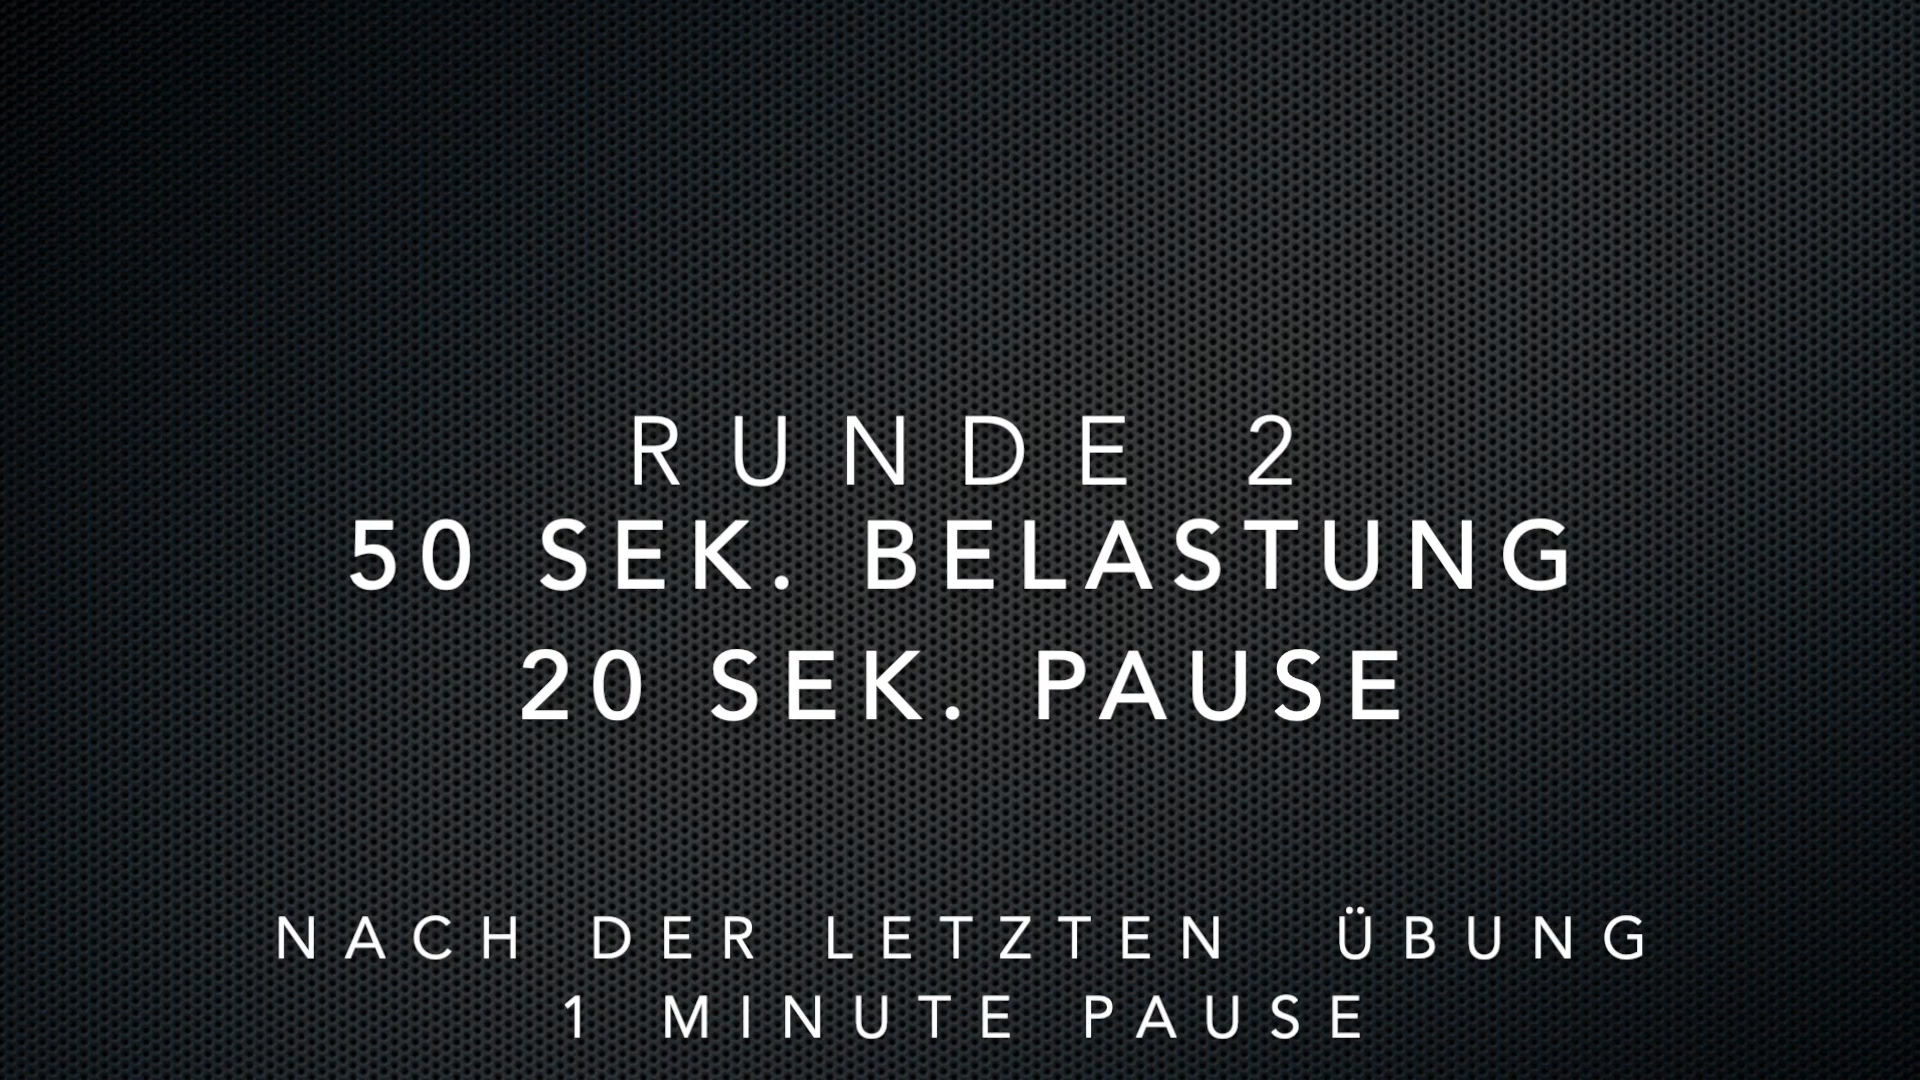 RUNDE 2
50 SEK. BELASTUNG
20 SEK. PAUSE
NACH DER LETZTEN ÜBUNG
1 MINUTE PAUSE